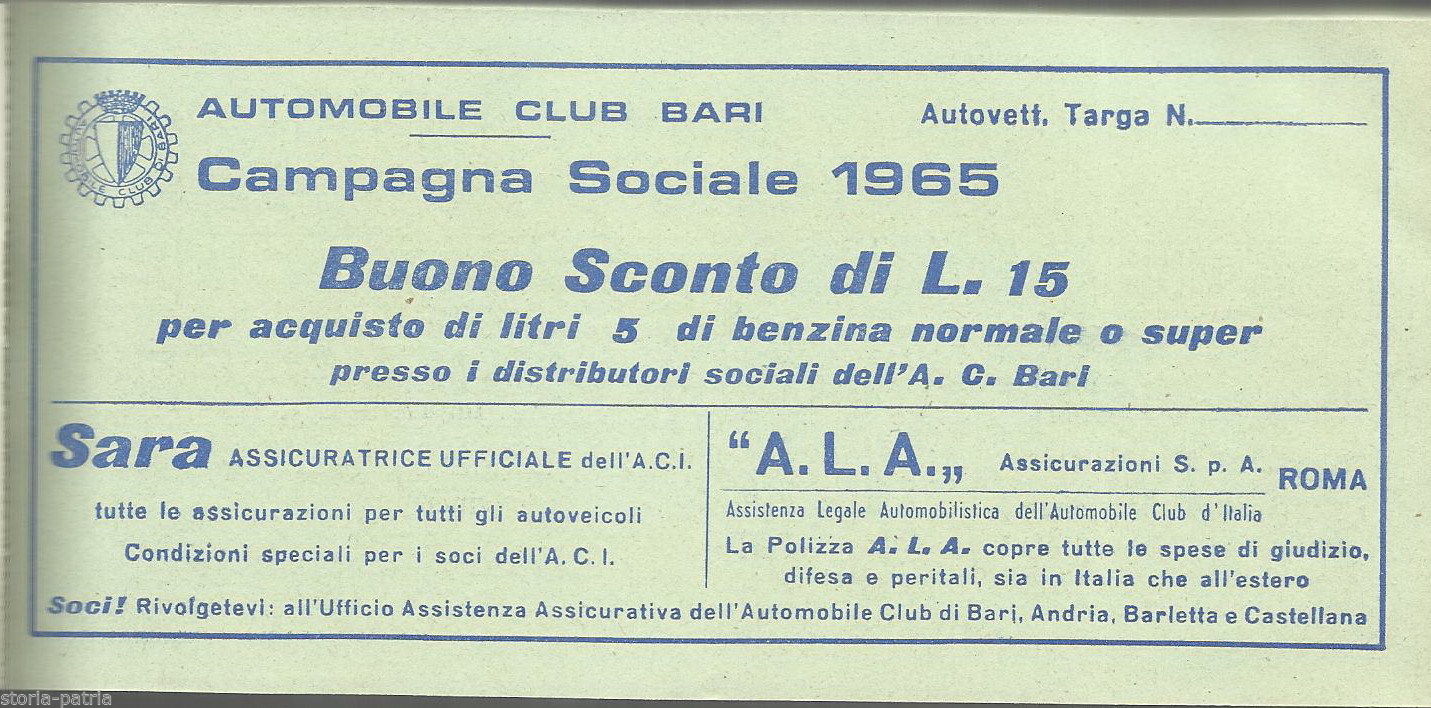 AUTOMOBILE CLUB BARI
Autovett. Targa N.
AUTOMOBILE CLUB DI BARI
Campagna Sociale 1965
Buono Sconto di L. 15
per acquisto di litri 5 di benzina normale o super
presso i distributori sociali dell'A. C. Bari
Sara ASSICURATRICE UFFICIALE dell'A.C.I.
tutte le assicurazioni per tutti gli autoveicoli
Condizioni speciali per i soci dell'A. C. I.
“A. L. A.„ Assicurazioni S. p. A. ROMA
Assistenza Legale Automobilistica dell'Automobile Club d'Italia
La Polizza A. L. A. copre tutte le spese di giudizio,
difesa e peritali, sia in Italia che all'estero
Soci! Rivolgetevi: all'Ufficio Assistenza Assicurativa dell'Automobile Club di Bari, Andria, Barletta e Castellana
storia-patria